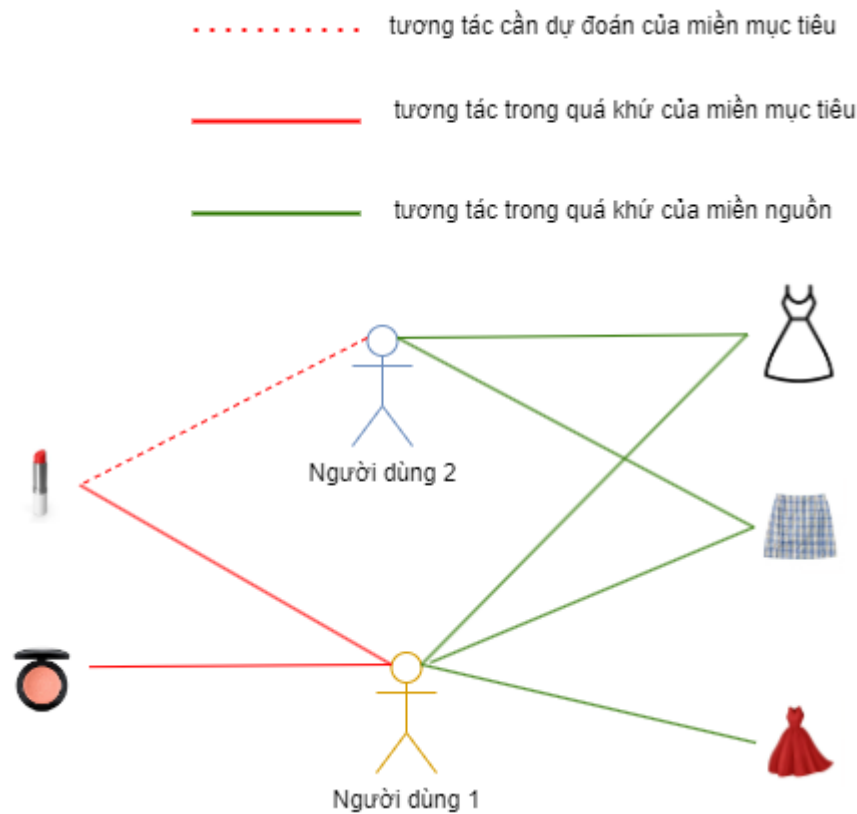 tương tác cần dự đoán của miền mục tiêu
tương tác trong quá khứ của miền mục tiêu
tương tác trong quá khứ của miền nguồn
Người dùng 2
Người dùng 1